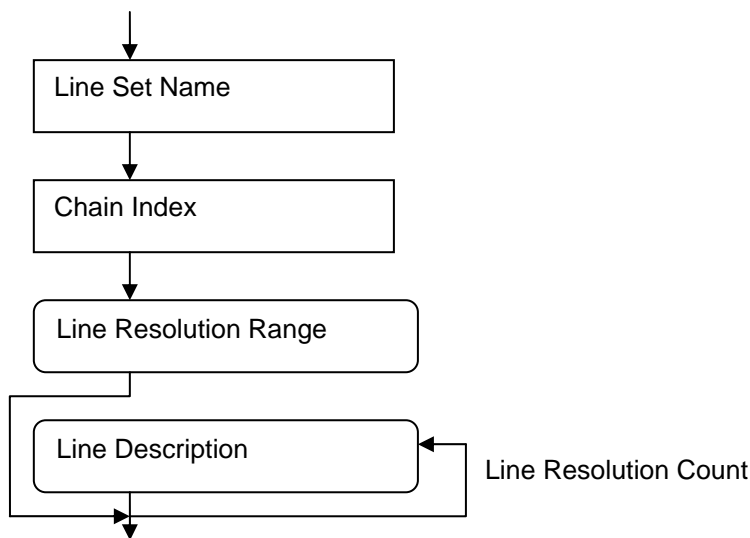 Line Set Name
Chain Index
Line Resolution Range
Line Description
Line Resolution Count